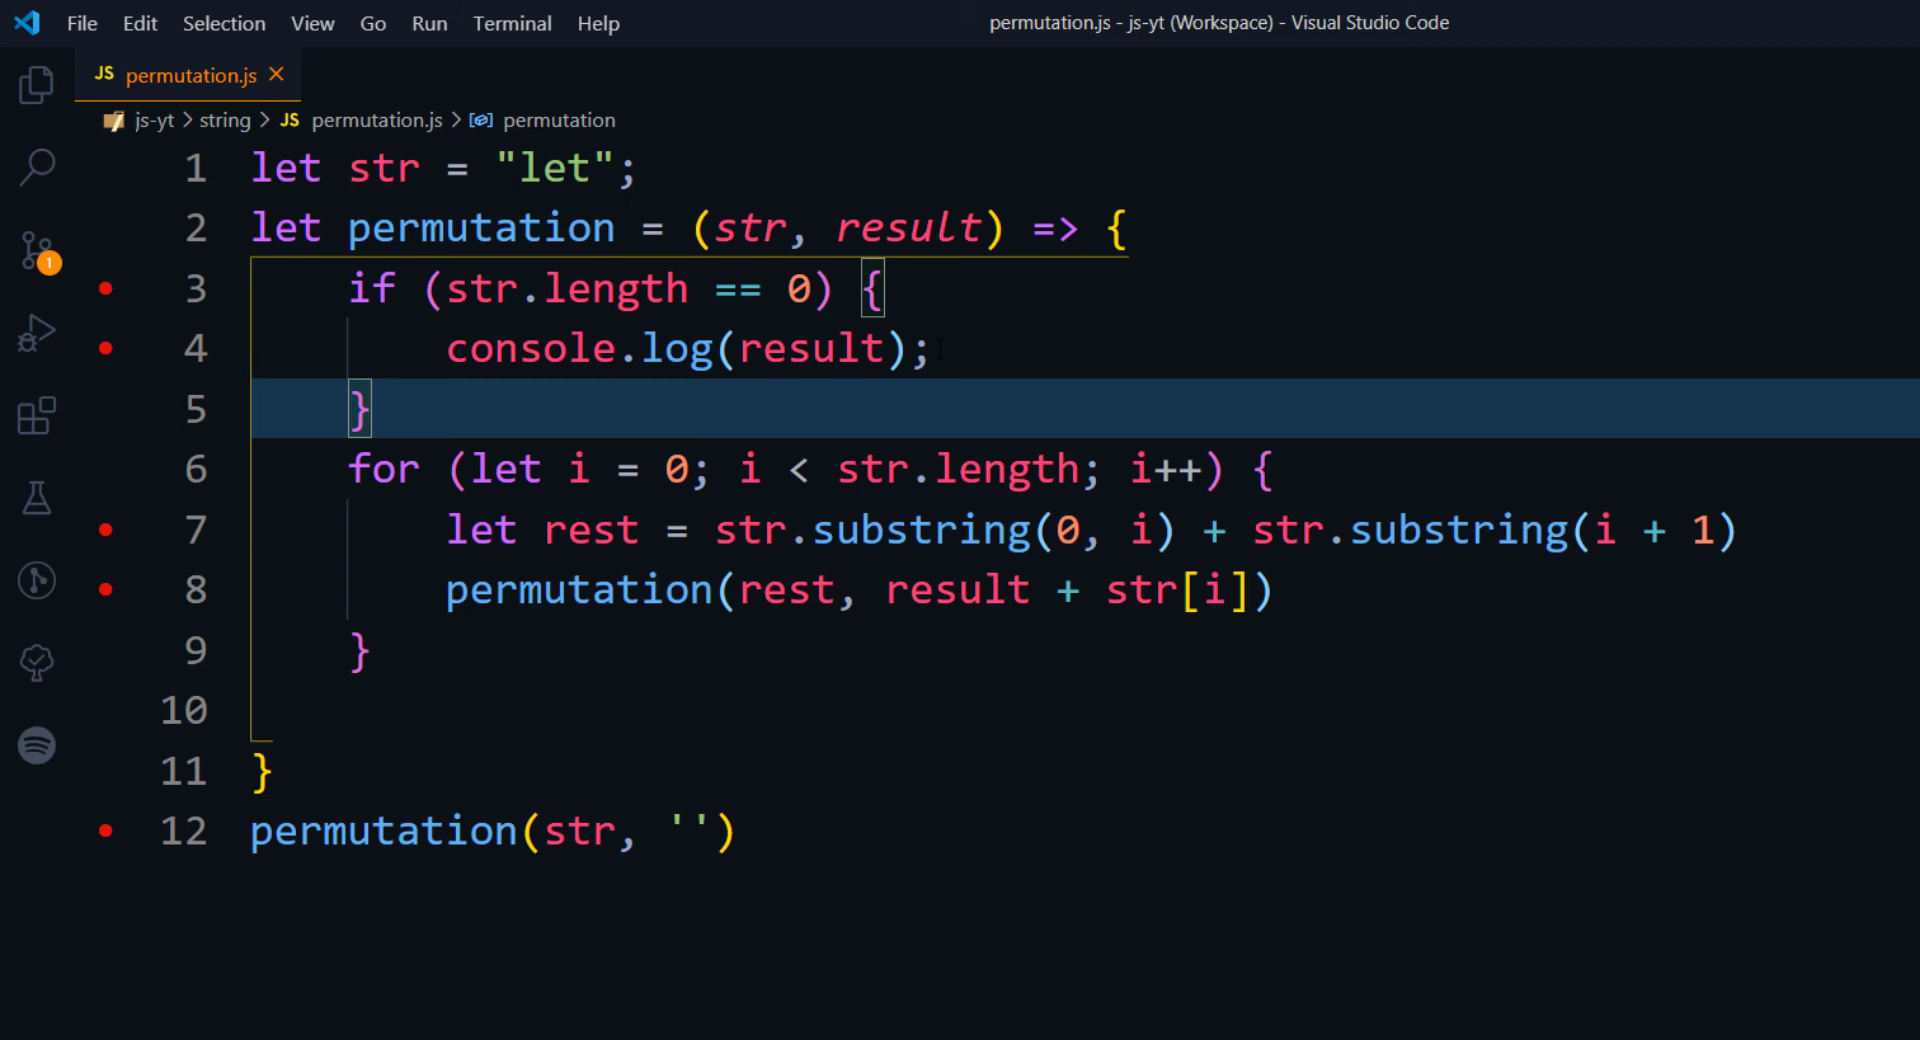 File Edit Selection View Go Run Terminal Help permutation.js - js-yt (Workspace) - Visual Studio Code
JS permutation.js ×
js-yt > string > JS permutation.js > permutation
1 let str = "let";
2 let permutation = (str, result) => {
3 if (str.length == 0) {
4 console.log(result);
5 }
6 for (let i = 0; i < str.length; i++) {
7 let rest = str.substring(0, i) + str.substring(i + 1)
8 permutation(rest, result + str[i])
9 }
10
11 }
12 permutation(str, '')
1